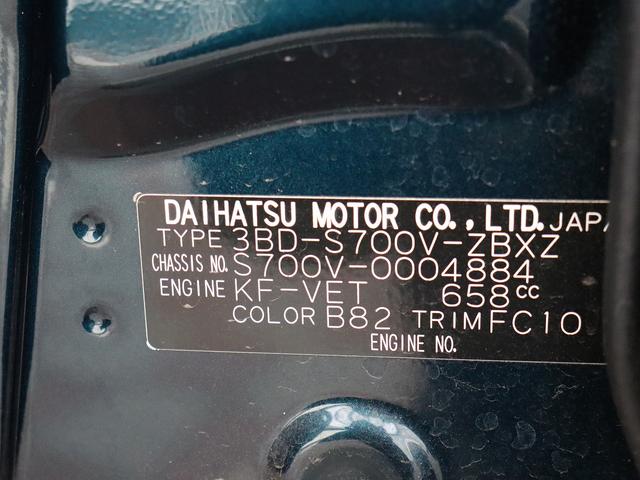 DAIHATSU MOTOR CO., LTD. JAPA
TYPE 3BD-S700V-ZBXZ
CHASSIS NO. S700V-0004884
ENGINE KF-VET 658cc
COLOR B82 TRIM FC10
ENGINE NO.